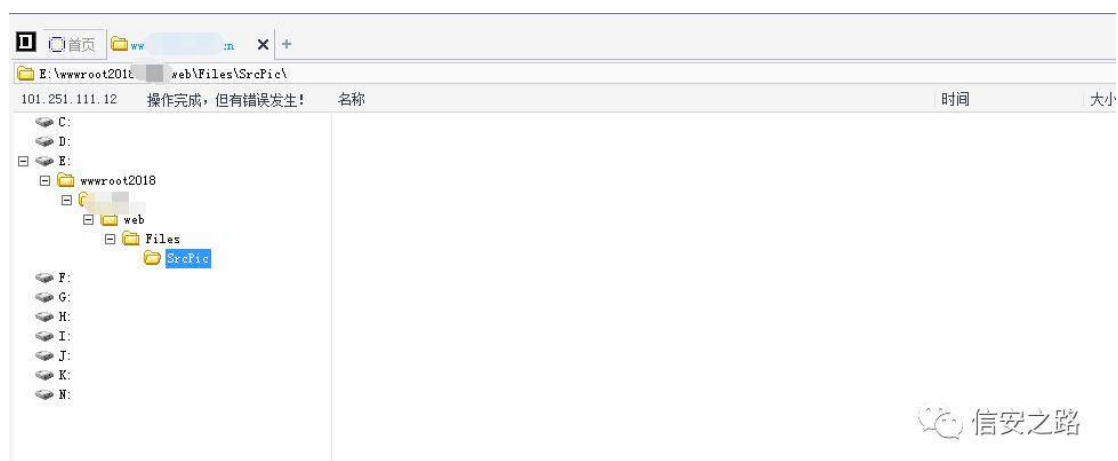 首页 ww :n
E:\wwwroot2018 web\Files\SrcPic\
101.251.111.12 操作完成，但有错误发生！ 名称 时间 大小
C:
D:
E:
wwwroot2018
web
Files
SrcPic
F:
G:
H:
I:
J:
K:
N:
信安之路